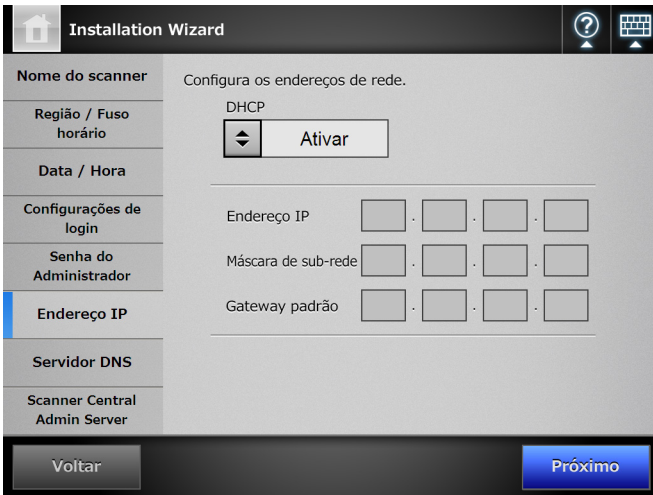 Installation Wizard
?
Nome do scanner
Região / Fuso
horário
Data / Hora
Configurações de
login
Senha do
Administrador
Endereço IP
Servidor DNS
Scanner Central
Admin Server
Configura os endereços de rede.
DHCP
Ativar
Endereço IP . . .
Máscara de sub-rede . . .
Gateway padrão . . .
Voltar
Próximo